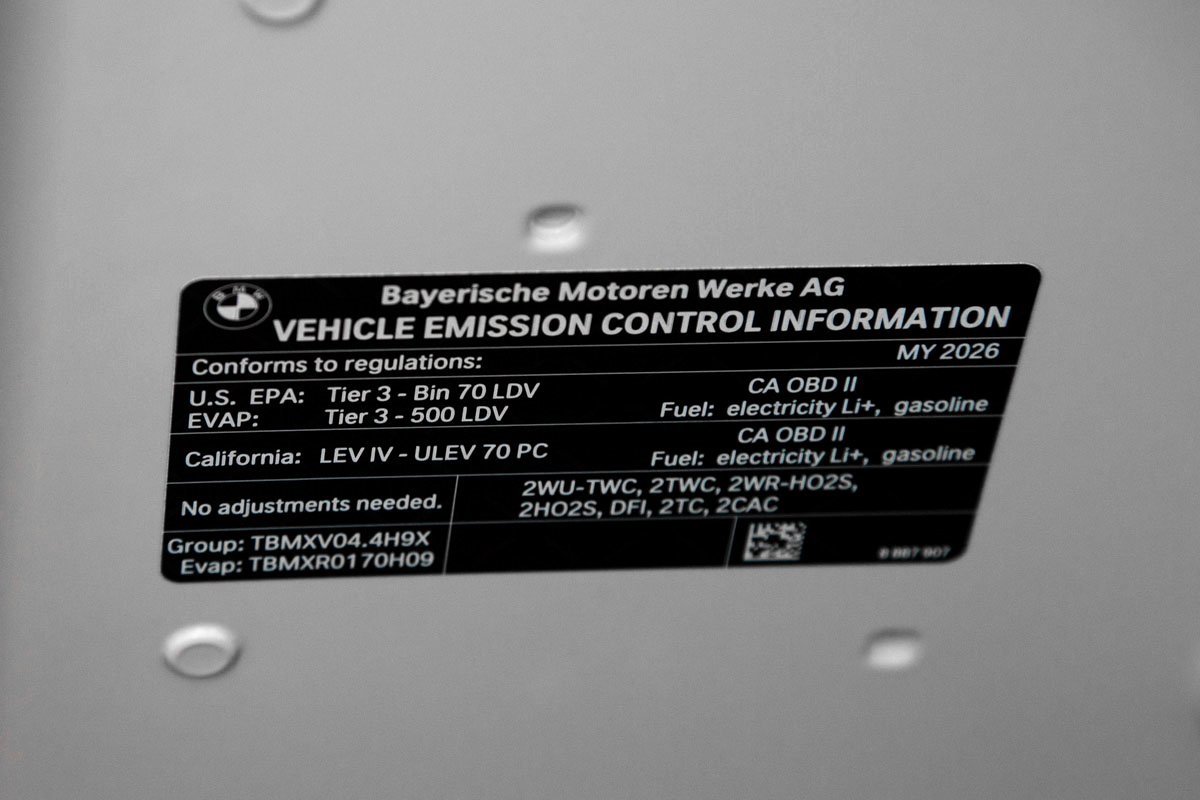 BMW
Bayerische Motoren Werke AG
VEHICLE EMISSION CONTROL INFORMATION
Conforms to regulations: MY 2026
U.S. EPA: Tier 3 - Bin 70 LDV CA OBD II
EVAP: Tier 3 - 500 LDV Fuel: electricity Li+, gasoline
California: LEV IV - ULEV 70 PC CA OBD II
Fuel: electricity Li+, gasoline
No adjustments needed. 2WU-TWC, 2TWC, 2WR-HO2S,
2HO2S, DFI, 2TC, 2CAC
Group: TBMXV04.4H9X
Evap: TBMXR0170H09